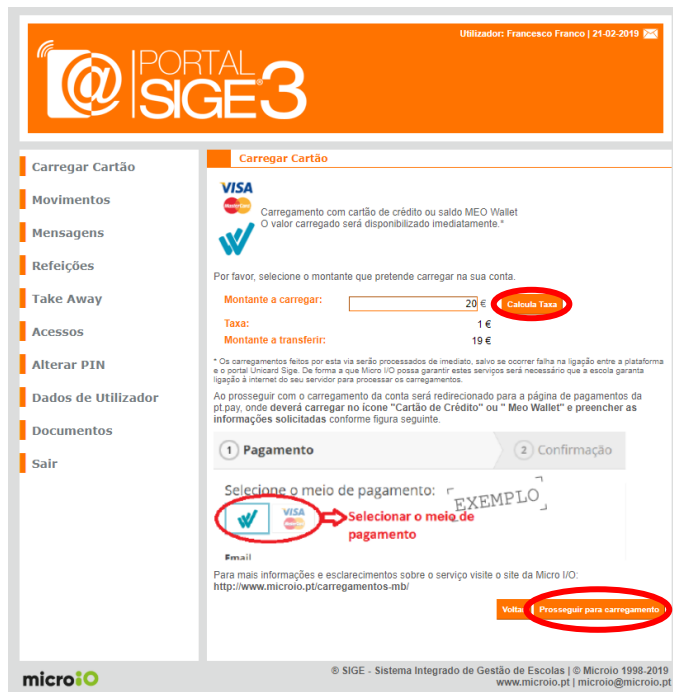 Utilizador: Francesco Franco | 21-02-2019
@ PORTAL
SIGE®3
Carregar Cartão
Movimentos
Mensagens
Refeições
Take Away
Acessos
Alterar PIN
Dados de Utilizador
Documentos
Sair
Carregar Cartão
VISA
MasterCard
Carregamento com cartão de crédito ou saldo MEO Wallet
O valor carregado será disponibilizado imediatamente.*
Por favor, selecione o montante que pretende carregar na sua conta.
Montante a carregar: 20 € Calcula Taxa
Taxa: 1 €
Montante a transferir: 19 €
* Os carregamentos feitos por esta via serão processados de imediato, salvo se ocorrer falha na ligação entre a plataforma
e o portal Unicard Sige. De forma a que Micro I/O possa garantir estes serviços será necessário que a escola garanta
ligação à internet do seu servidor para processar os carregamentos.
Ao prosseguir com o carregamento da conta será redirecionado para a página de pagamentos da
pt.pay, onde deverá carregar no ícone "Cartão de Crédito" ou " Meo Wallet" e preencher as
informações solicitadas conforme figura seguinte.
1 Pagamento
2 Confirmação
Selecione o meio de pagamento:
EXEMPLO
VISA
Selecionar o meio de
pagamento
Email
Para mais informações e esclarecimentos sobre o serviço visite o site da Micro I/O:
http://www.microio.pt/carregamentos-mb/
Voltar Prosseguir para carregamento
microiO
® SIGE - Sistema Integrado de Gestão de Escolas | © Microio 1998-2019
www.microio.pt | microio@microio.pt